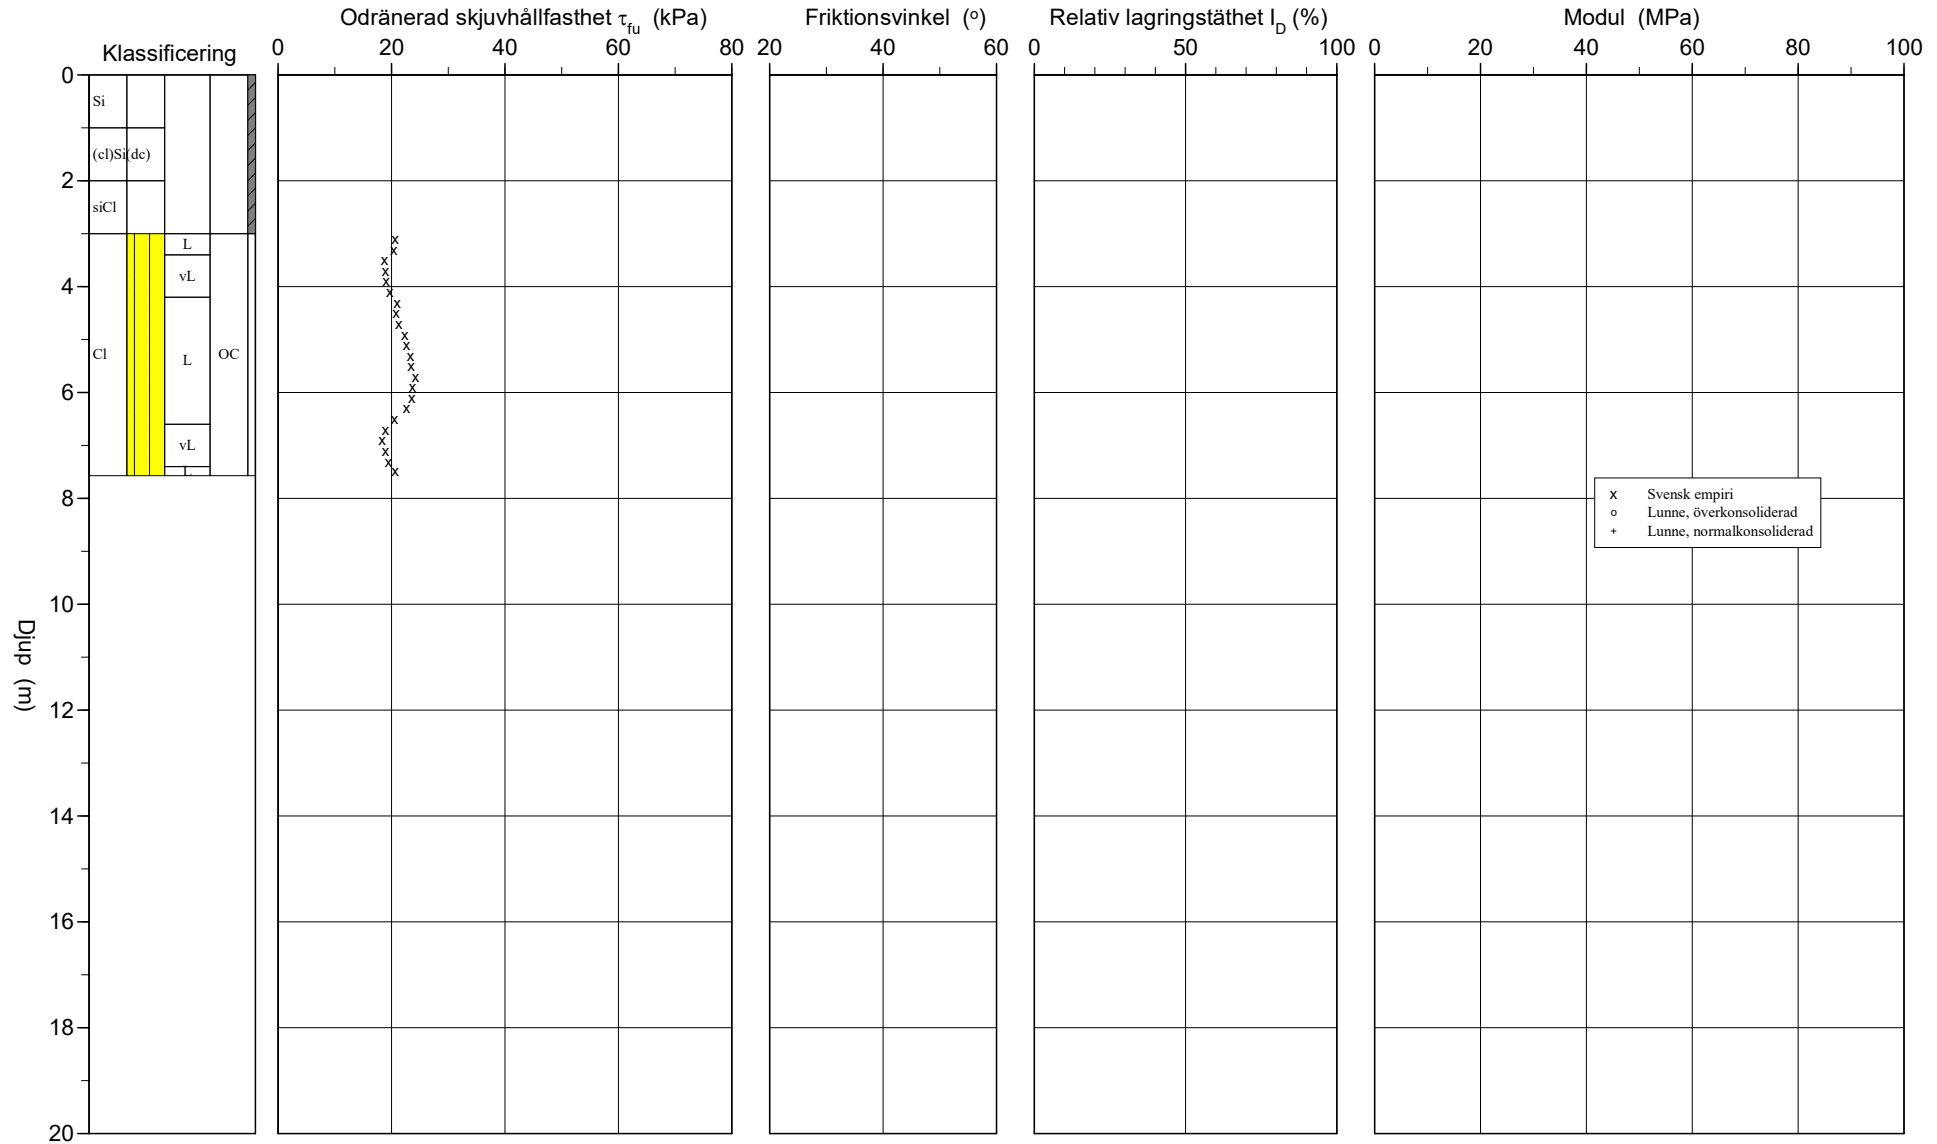 Odränerad skjuvhållfasthet τfu (kPa)
Friktionsvinkel (o)
Relativ lagringstäthet ID (%)
Modul (MPa)
Klassificering
0 20 40 60 80
20 40 60
0 50 100
0 20 40 60 80 100
0
Si
(cl)Si(dc)
2
siCl
L
vL
4
Cl
L
OC
6
vL
L
8
x Svensk empiri
o Lunne, överkonsoliderad
+ Lunne, normalkonsoliderad
10
Djup (m)
12
14
16
18
20